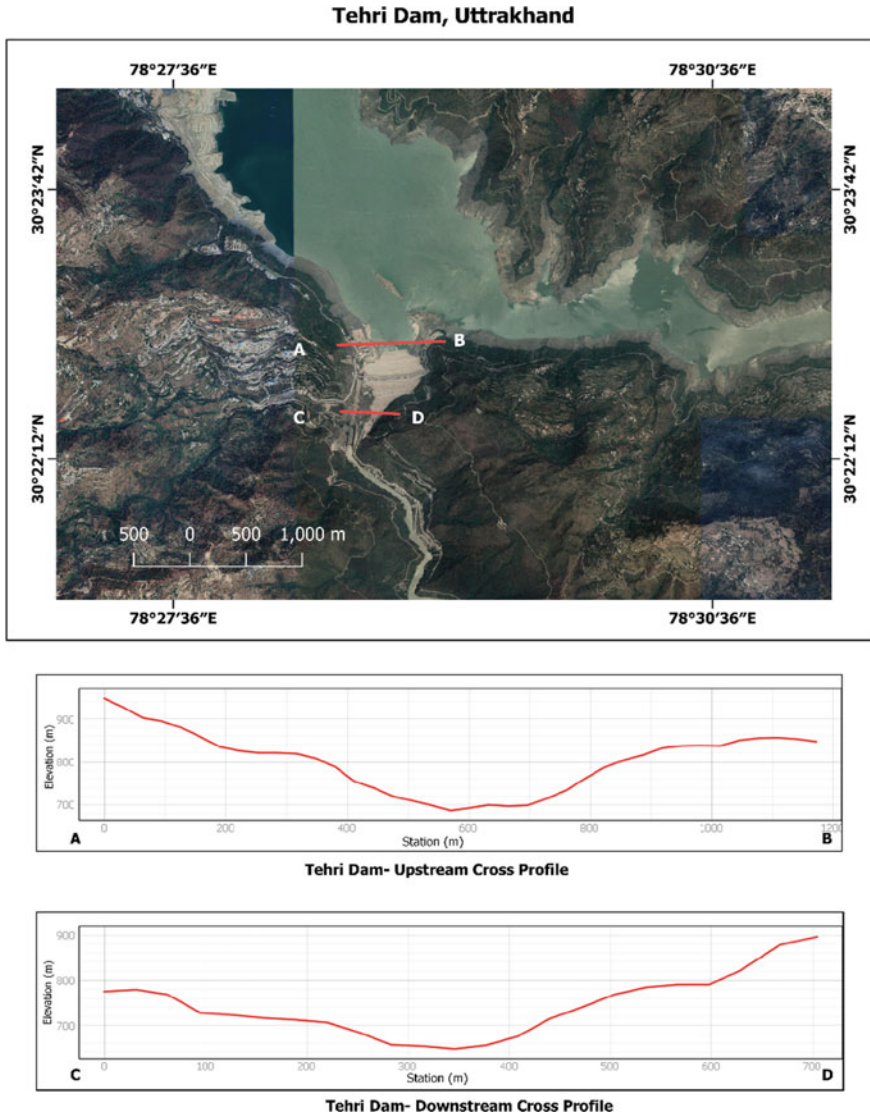 Tehri Dam, Uttrakhand
78°27′36″E 78°30′36″E
30°23′42″N 30°23′42″N
A B
C D
30°22′12″N 30°22′12″N
500 0 500 1,000 m
78°27′36″E 78°30′36″E
900
800
700
Elevation (m)
0 200 400 600 800 1000 1200
A Station (m) B
Tehri Dam- Upstream Cross Profile
900
800
700
Elevation (m)
0 100 200 300 400 500 600 700
C Station (m) D
Tehri Dam- Downstream Cross Profile